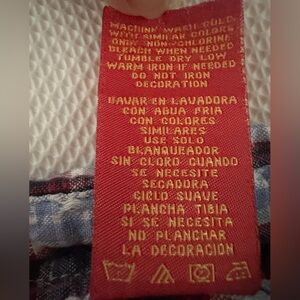 MACHINE WASH COLD
WITH SIMILAR COLORS
ONLY NON-CHLORINE
BLEACH WHEN NEEDED
TUMBLE DRY LOW
WARM IRON IF NEEDED
DO NOT IRON
DECORATION
LAVAR EN LAVADORA
CON AGUA FRIA
CON COLORES
SIMILARES
USE SOLO
BLANQUEADOR
SIN CLORO CUANDO
SE NECESITE
SECADORA
CICLO SUAVE
PLANCHA TIBIA
SI SE NECESITA
NO PLANCHAR
LA DECORACION